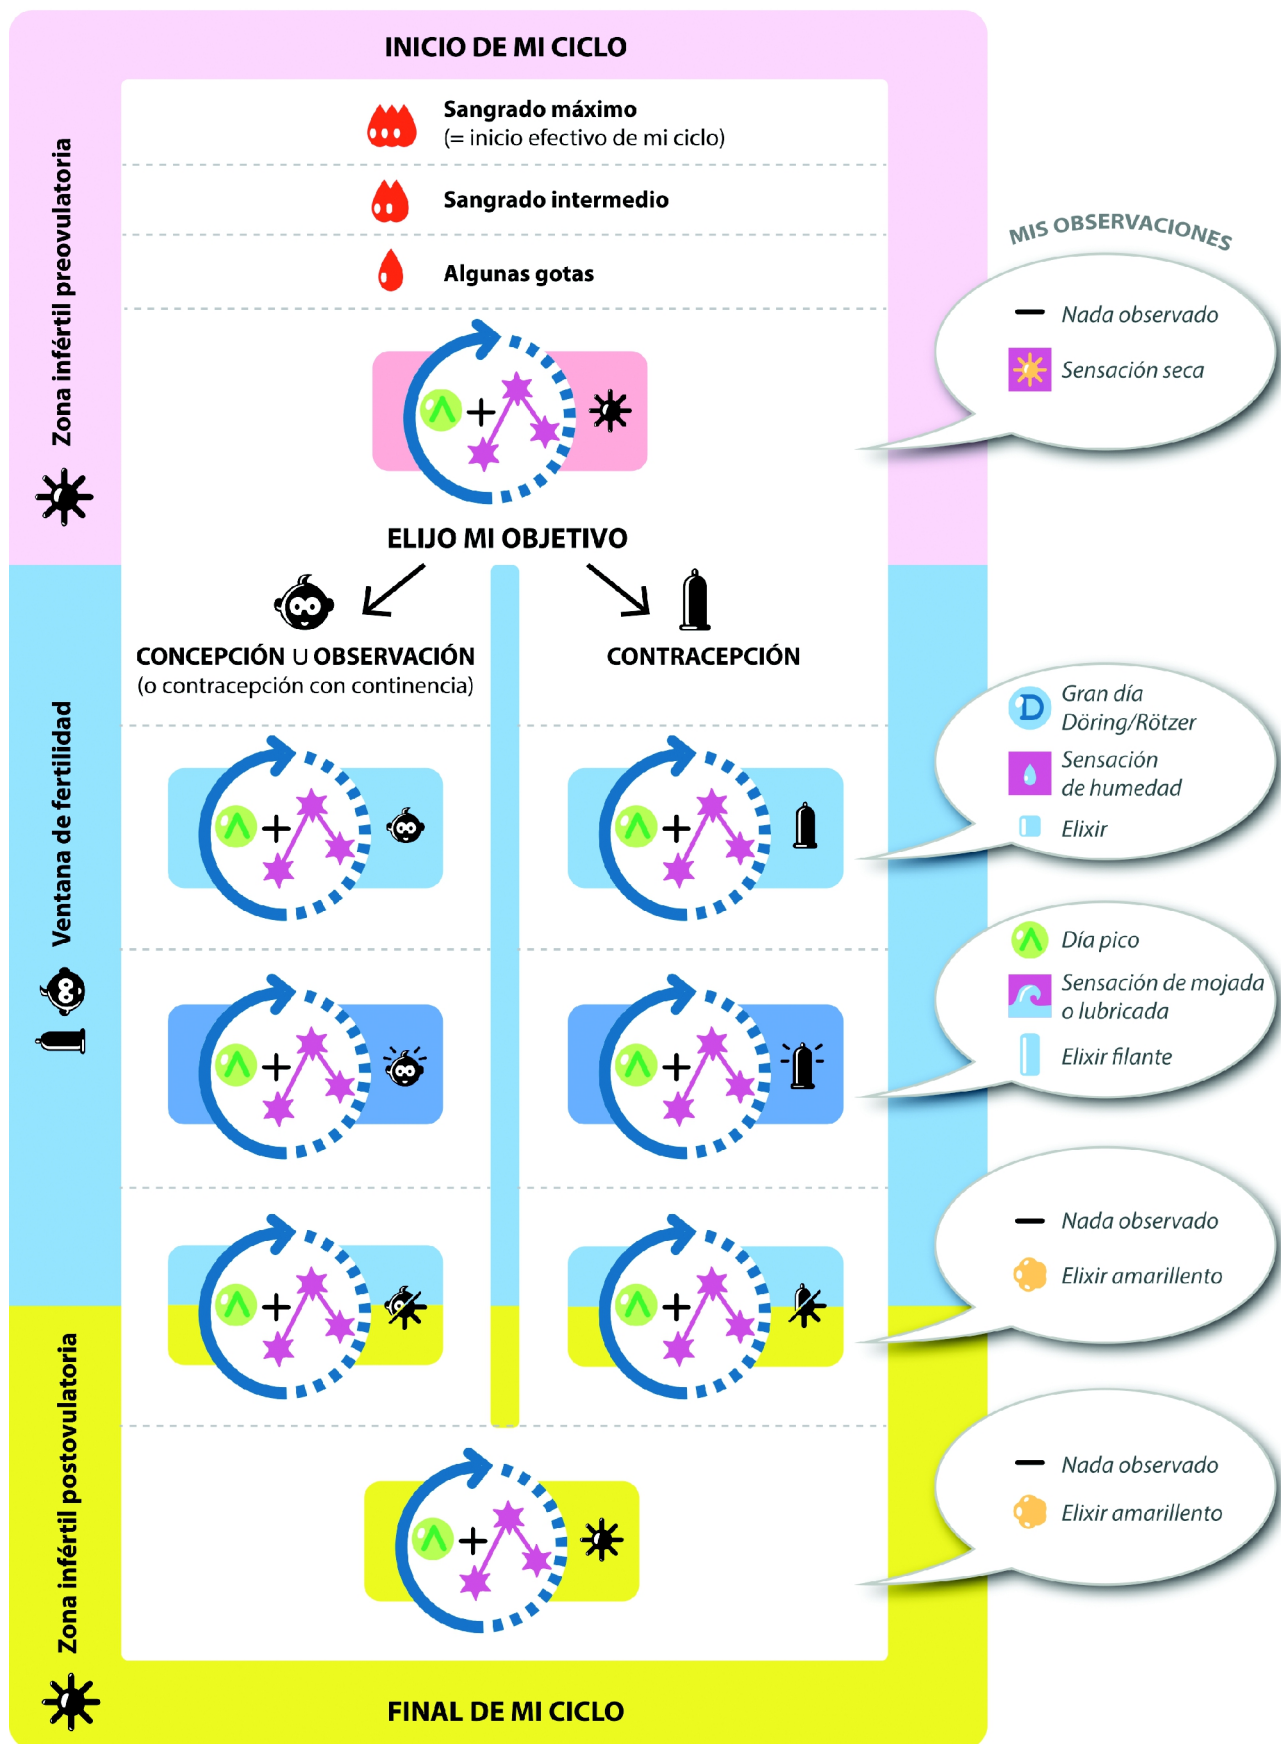 INICIO DE MI CICLO
Sangrado máximo
(= inicio efectivo de mi ciclo)
Sangrado intermedio
Algunas gotas
Zona infértil preovulatoria
MIS OBSERVACIONES
Nada observado
Sensación seca
ELIJO MI OBJETIVO
CONCEPCIÓN U OBSERVACIÓN
(o contracepción con continencia)
CONTRACEPCIÓN
Ventana de fertilidad
D
Gran día
Döring/Rötzer
Sensación
de humedad
Elixir
Día pico
Sensación de mojada
o lubricada
Elixir filante
Nada observado
Elixir amarillento
Zona infértil postovulatoria
Nada observado
Elixir amarillento
FINAL DE MI CICLO